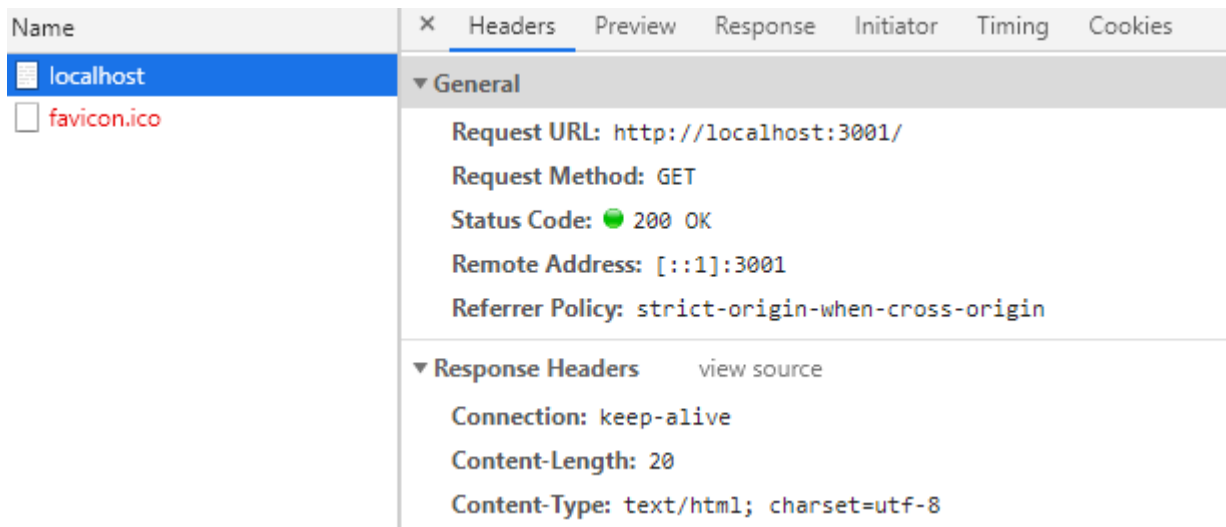 Name
× Headers Preview Response Initiator Timing Cookies
localhost
favicon.ico
▼ General
Request URL: http://localhost:3001/
Request Method: GET
Status Code: 200 OK
Remote Address: [::1]:3001
Referrer Policy: strict-origin-when-cross-origin
▼ Response Headers view source
Connection: keep-alive
Content-Length: 20
Content-Type: text/html; charset=utf-8